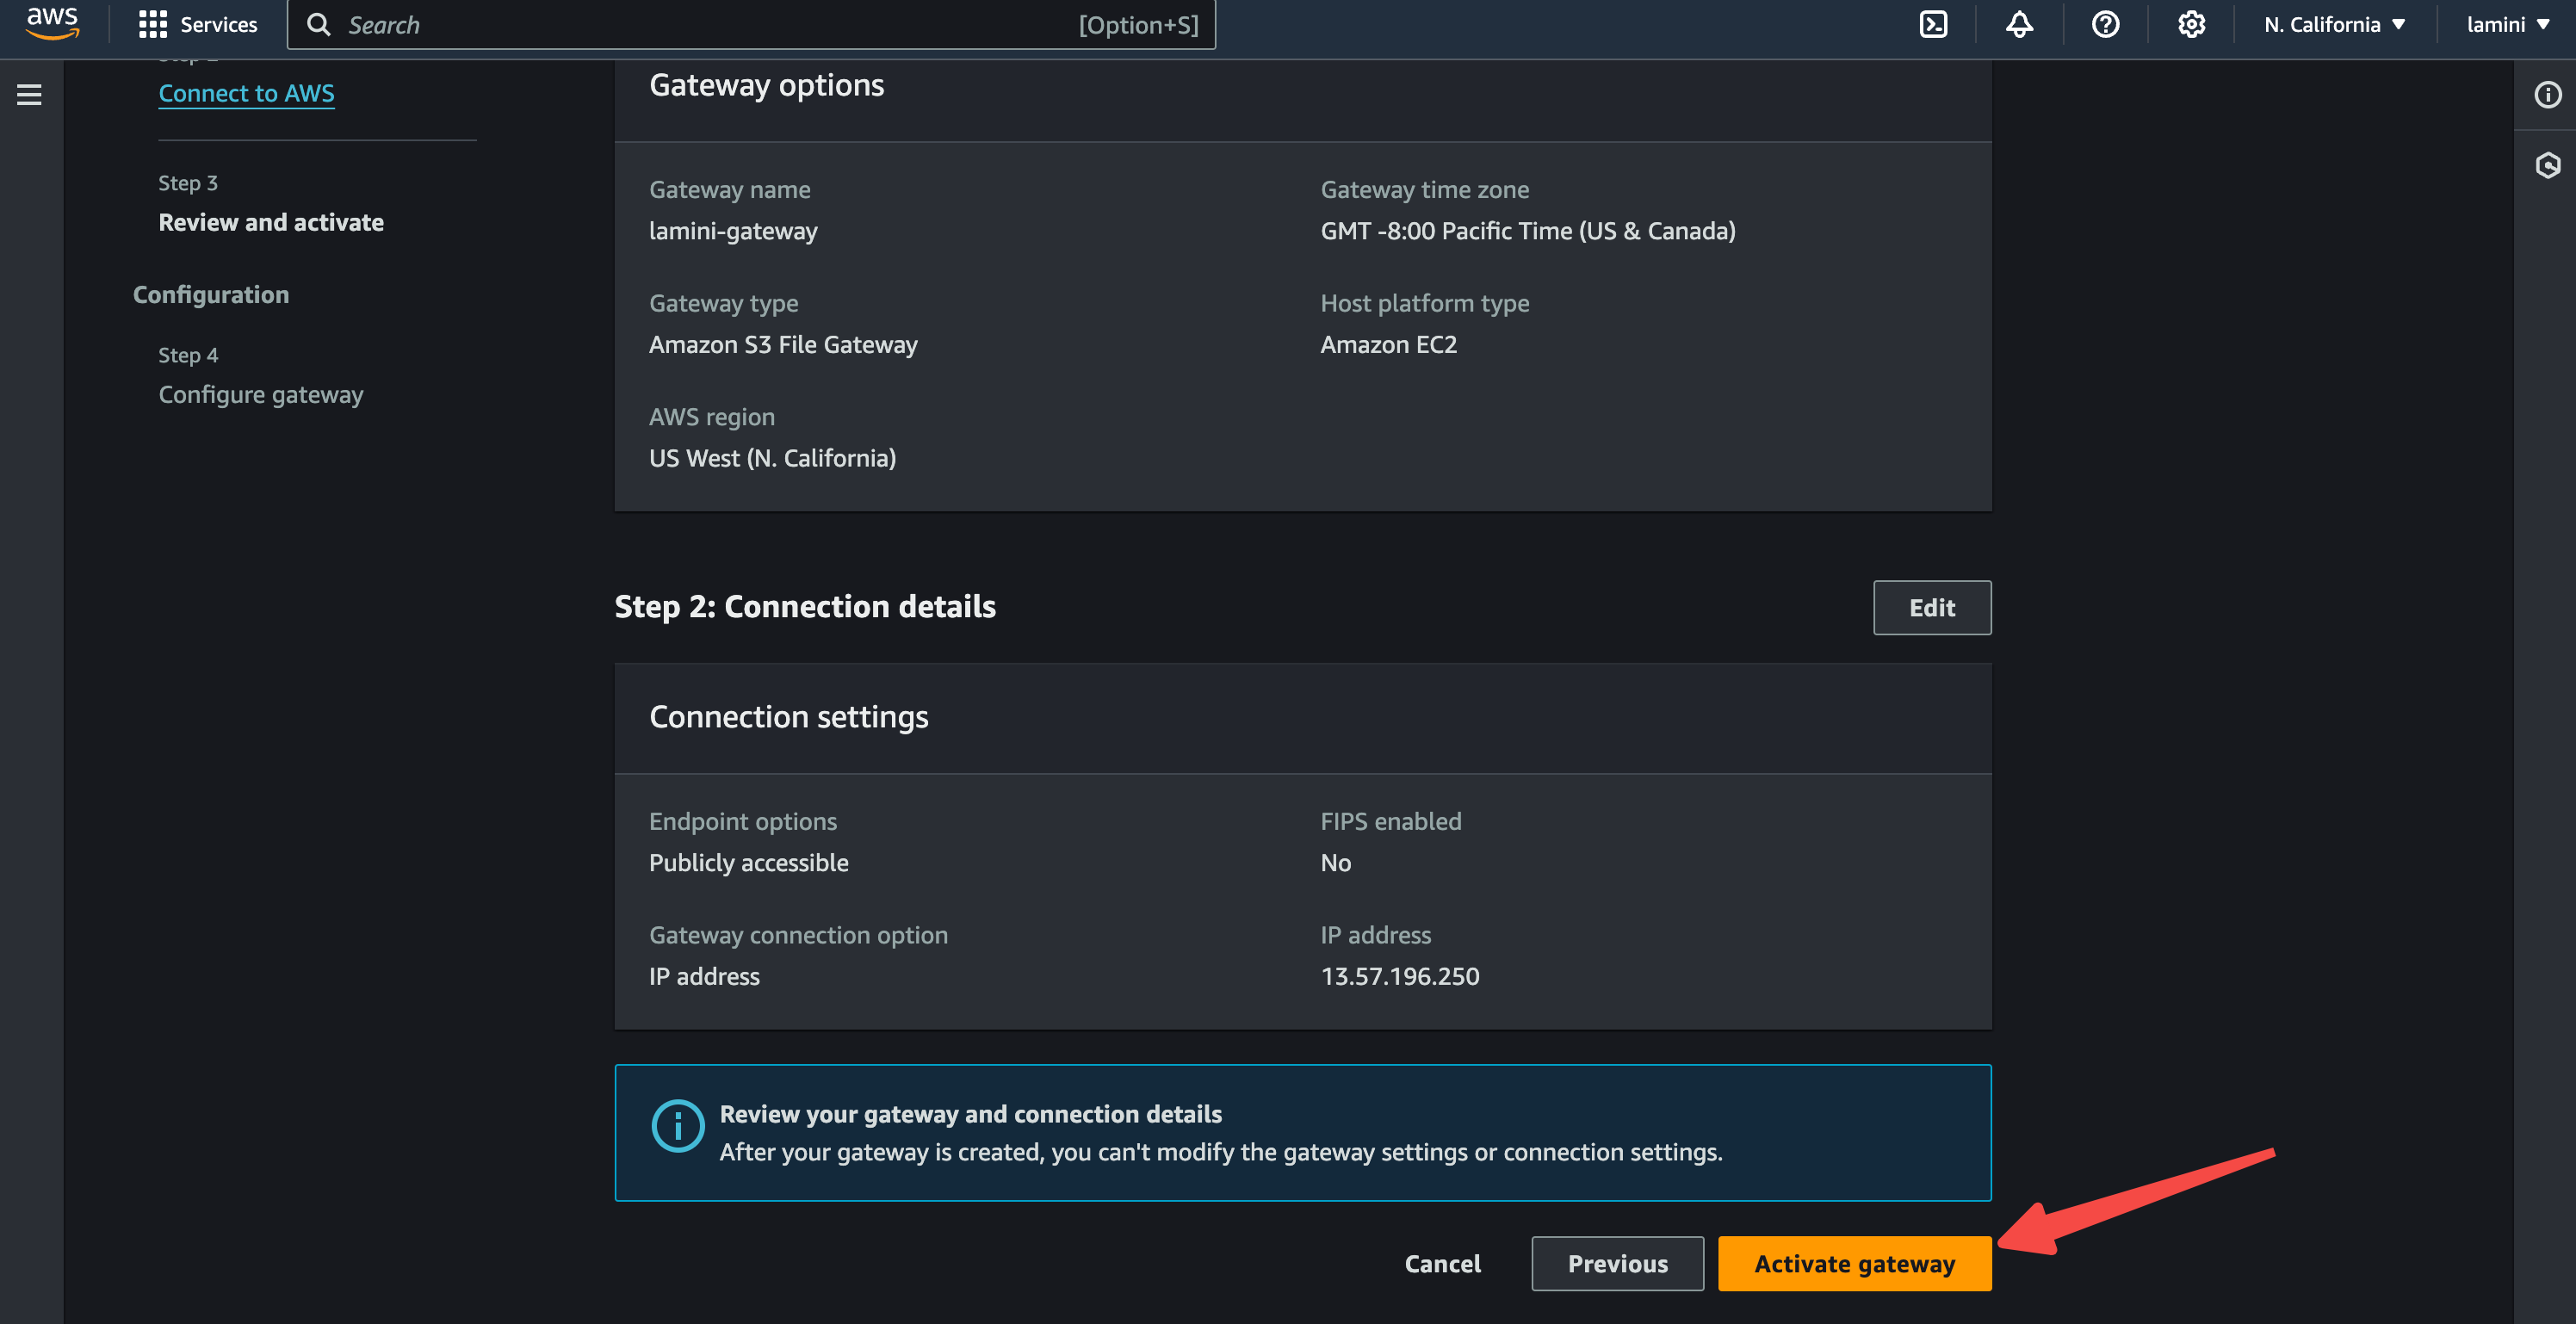 aws
Services
Search
[Option+S]
N. California
lamini
Connect to AWS
Step 3
Review and activate
Configuration
Step 4
Configure gateway
Gateway options
Gateway name
lamini-gateway
Gateway time zone
GMT -8:00 Pacific Time (US & Canada)
Gateway type
Amazon S3 File Gateway
Host platform type
Amazon EC2
AWS region
US West (N. California)
Step 2: Connection details
Edit
Connection settings
Endpoint options
Publicly accessible
FIPS enabled
No
Gateway connection option
IP address
IP address
13.57.196.250
Review your gateway and connection details
After your gateway is created, you can't modify the gateway settings or connection settings.
Cancel
Previous
Activate gateway